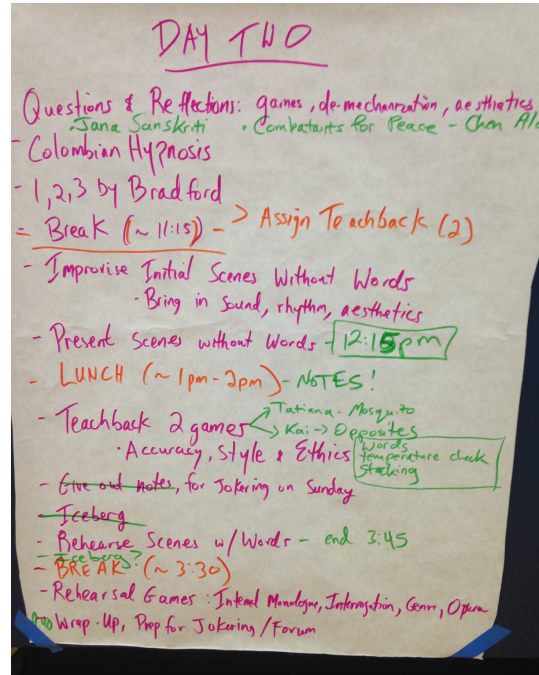 DAY TWO
Questions & Reflections: games, de-mechanization, aesthetics
• Jana Sanskriti • Combatants for Peace - Chen Alo
- Colombian Hypnosis
- 1, 2, 3 by Bradford
- Break (~ 11:15) - > Assign Teachback (2)
- Improvise Initial Scenes Without Words
• Bring in sound, rhythm, aesthetics
- Present Scenes without Words - 12:15pm
- LUNCH (~ 1pm - 2pm) - NOTES!
- Teachback 2 games > Tatiana - Mosquito
> Kai -> Opposites
• Accuracy, Style & Ethics
Words
temperature check
Stacking
- Give out notes, for Jokering on Sunday
- Iceberg
- Rehearse Scenes w/ Words - end 3:45
- Iceberg?
- BREAK (~ 3:30)
- Rehearsal Games: Internal Monologue, Interrogation, Genre, Opera
Wrap-Up, Prep for Jokering / Forum